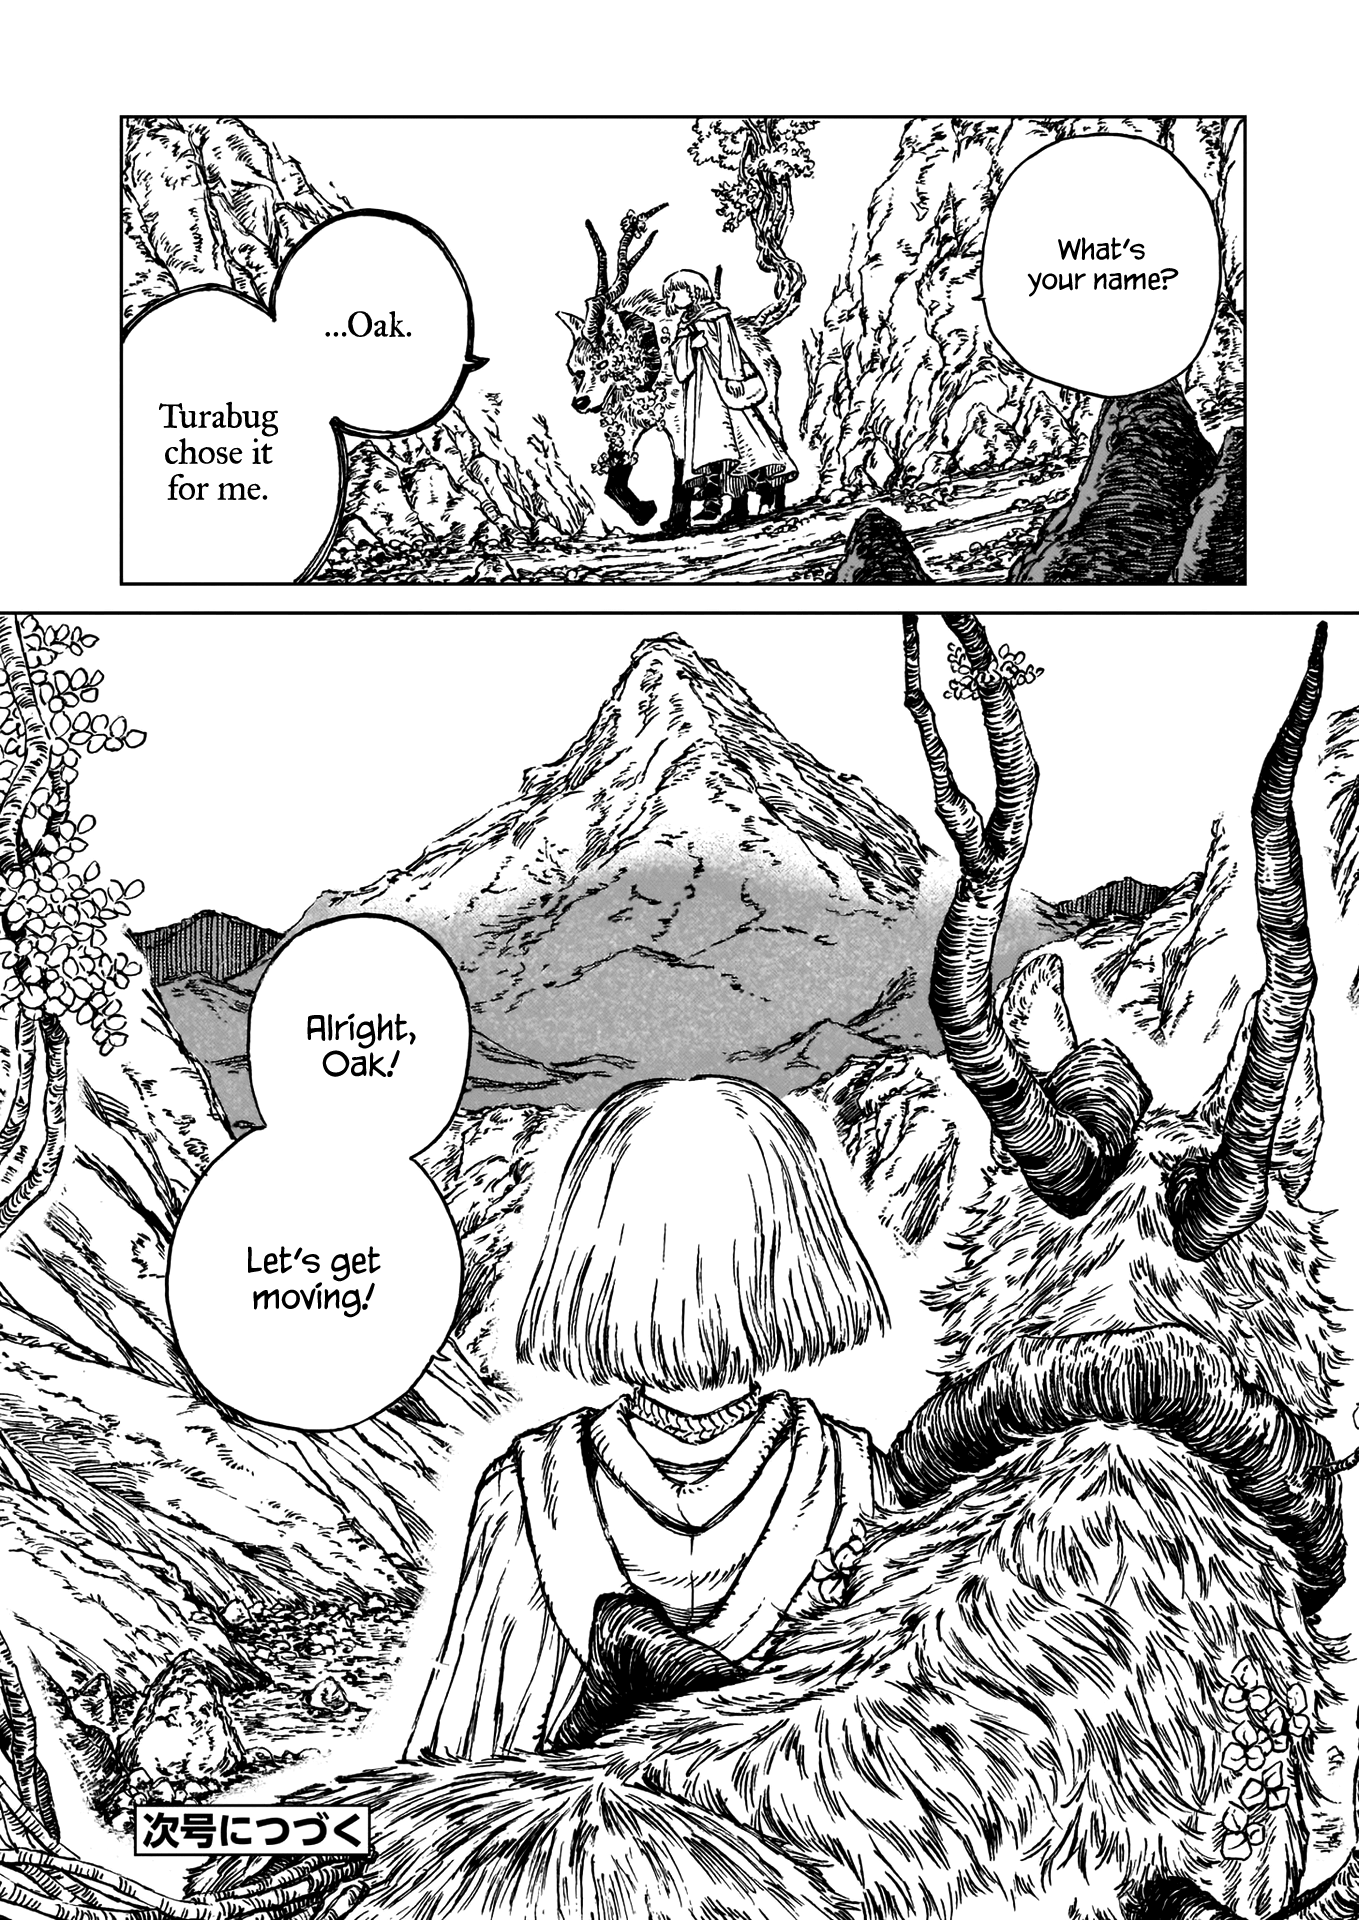 What's
your name?
...Oak.
Turabug
chose it
for me.
Alright,
Oak!
Let's get
moving!
次号につづく